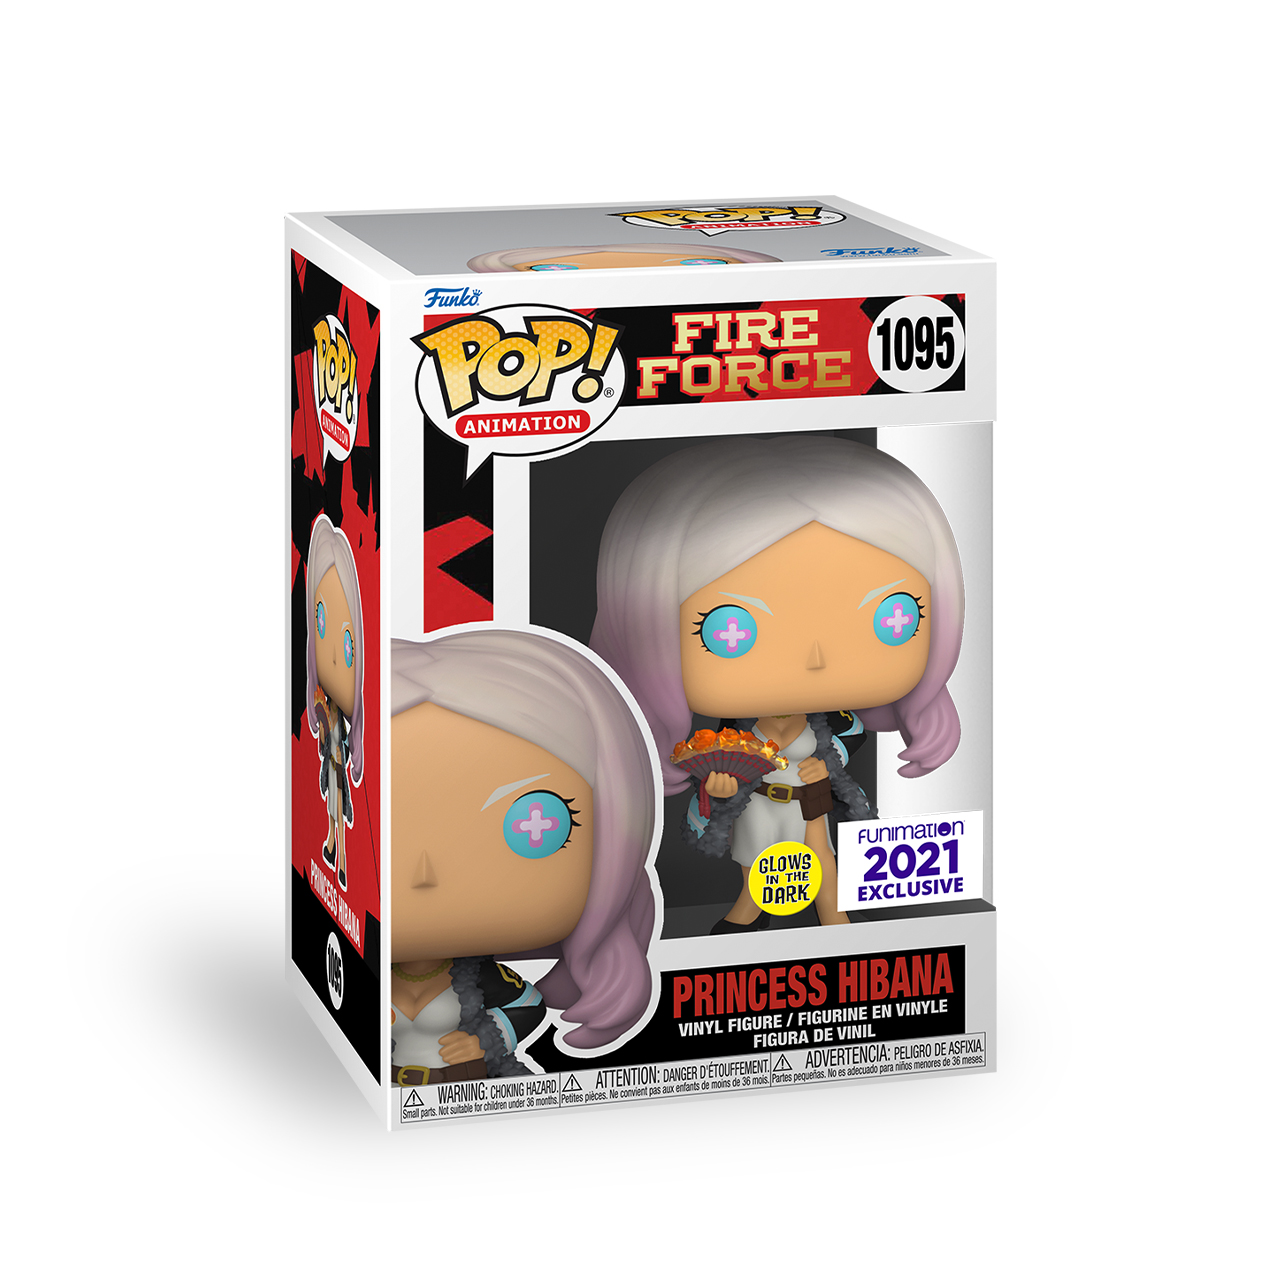 POP!
ANIMATION
Funko
Funko
POP!
®
ANIMATION
FIRE
FORCE
1095
POP!
ANIMATION
GLOWS
IN THE
DARK
FUNIMATION
2021
EXCLUSIVE
PRINCESS HIBANA
1095
PRINCESS HIBANA
VINYL FIGURE / FIGURINE EN VINYLE
FIGURA DE VINIL
WARNING: CHOKING HAZARD.
Small parts. Not suitable for children under 36 months.
ATTENTION: DANGER D'ÉTOUFFEMENT.
Petites pièces. Ne convient pas aux enfants de moins de 36 mois.
ADVERTENCIA: PELIGRO DE ASFIXIA.
Partes pequeñas. No es adecuado para niños menores de 36 meses.